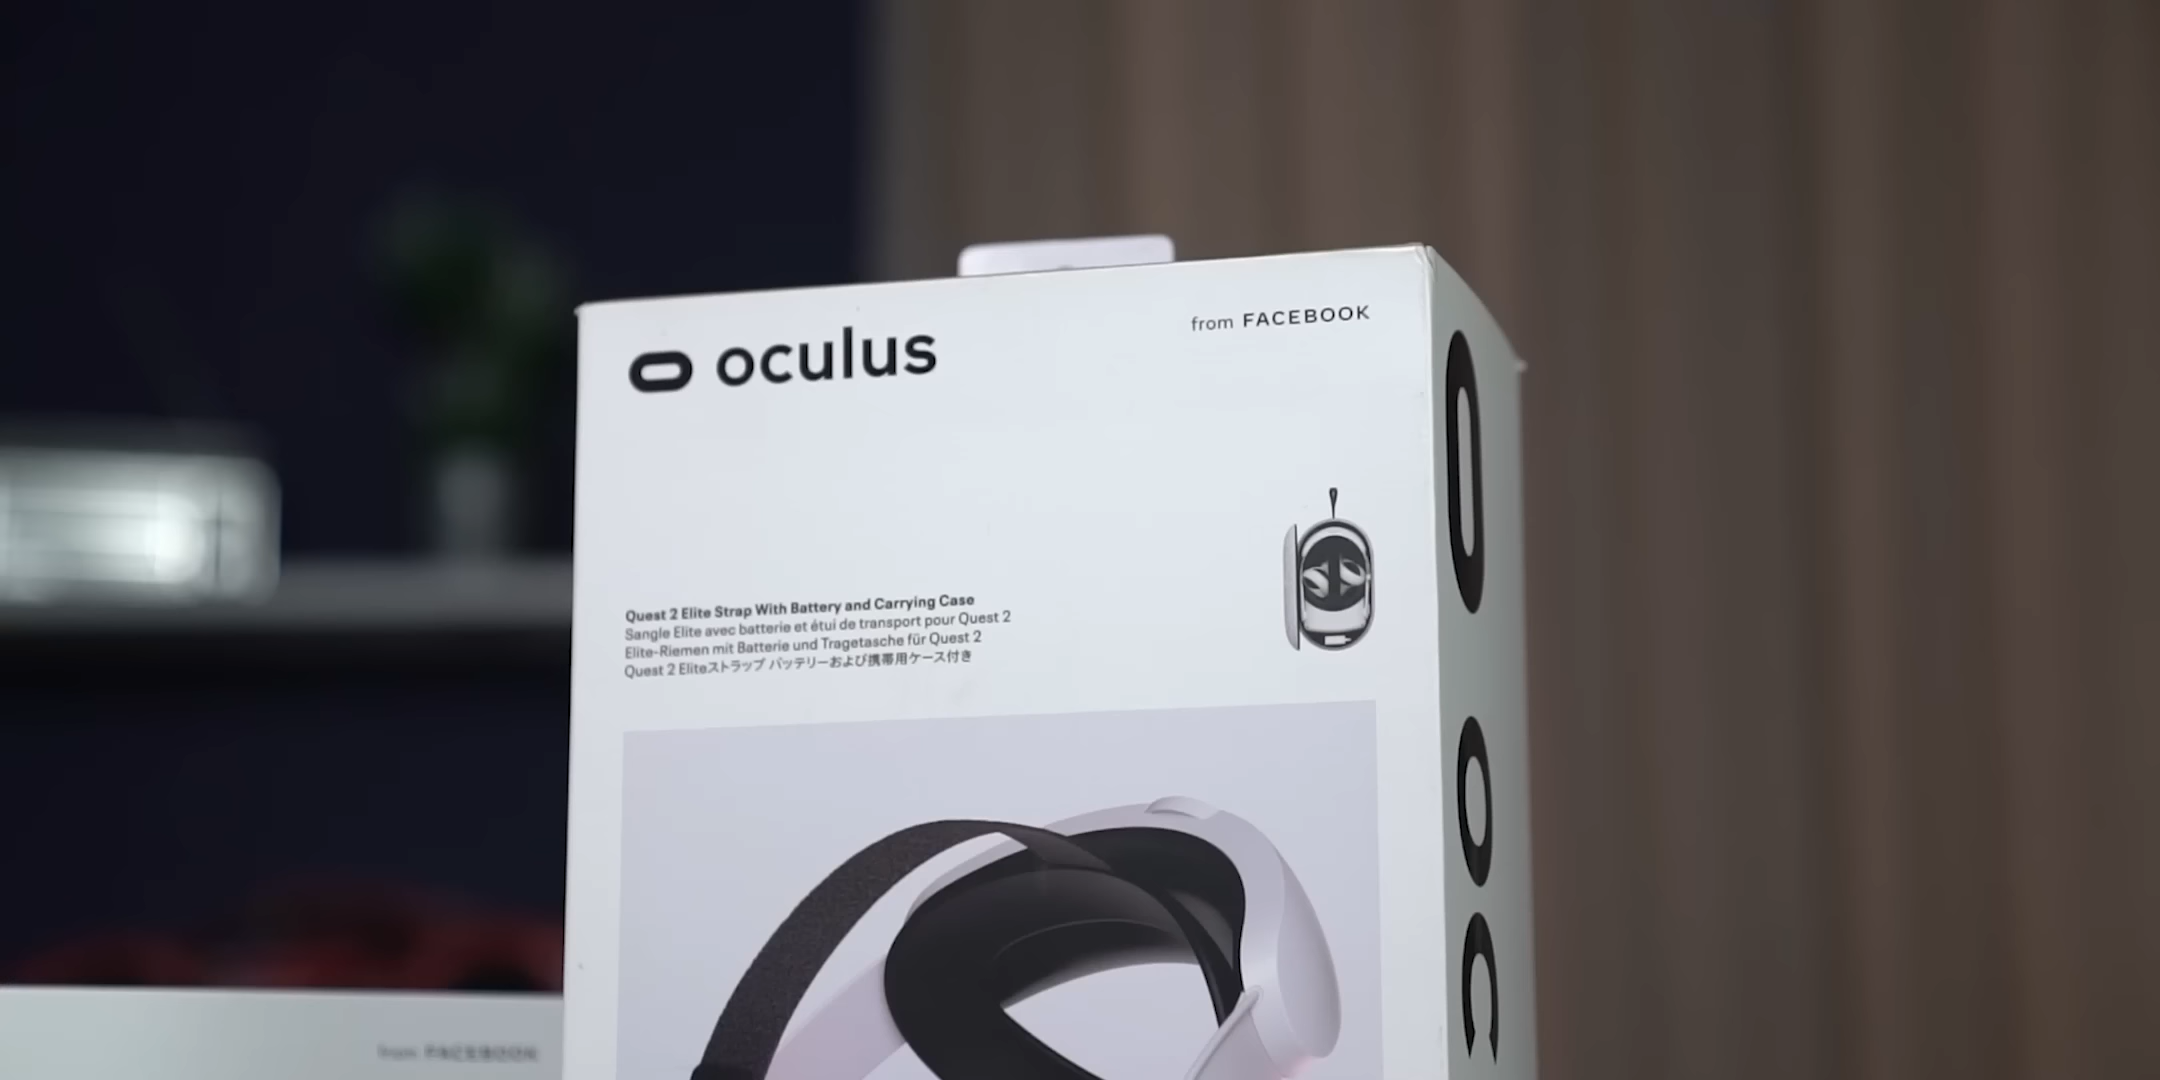 oculus
from FACEBOOK
Quest 2 Elite Strap With Battery and Carrying Case
Sangle Elite avec batterie et étui de transport pour Quest 2
Elite-Riemen mit Batterie und Tragetasche für Quest 2
Quest 2 Eliteストラップ バッテリーおよび携帯用ケース付き
oc
from FACEBOOK